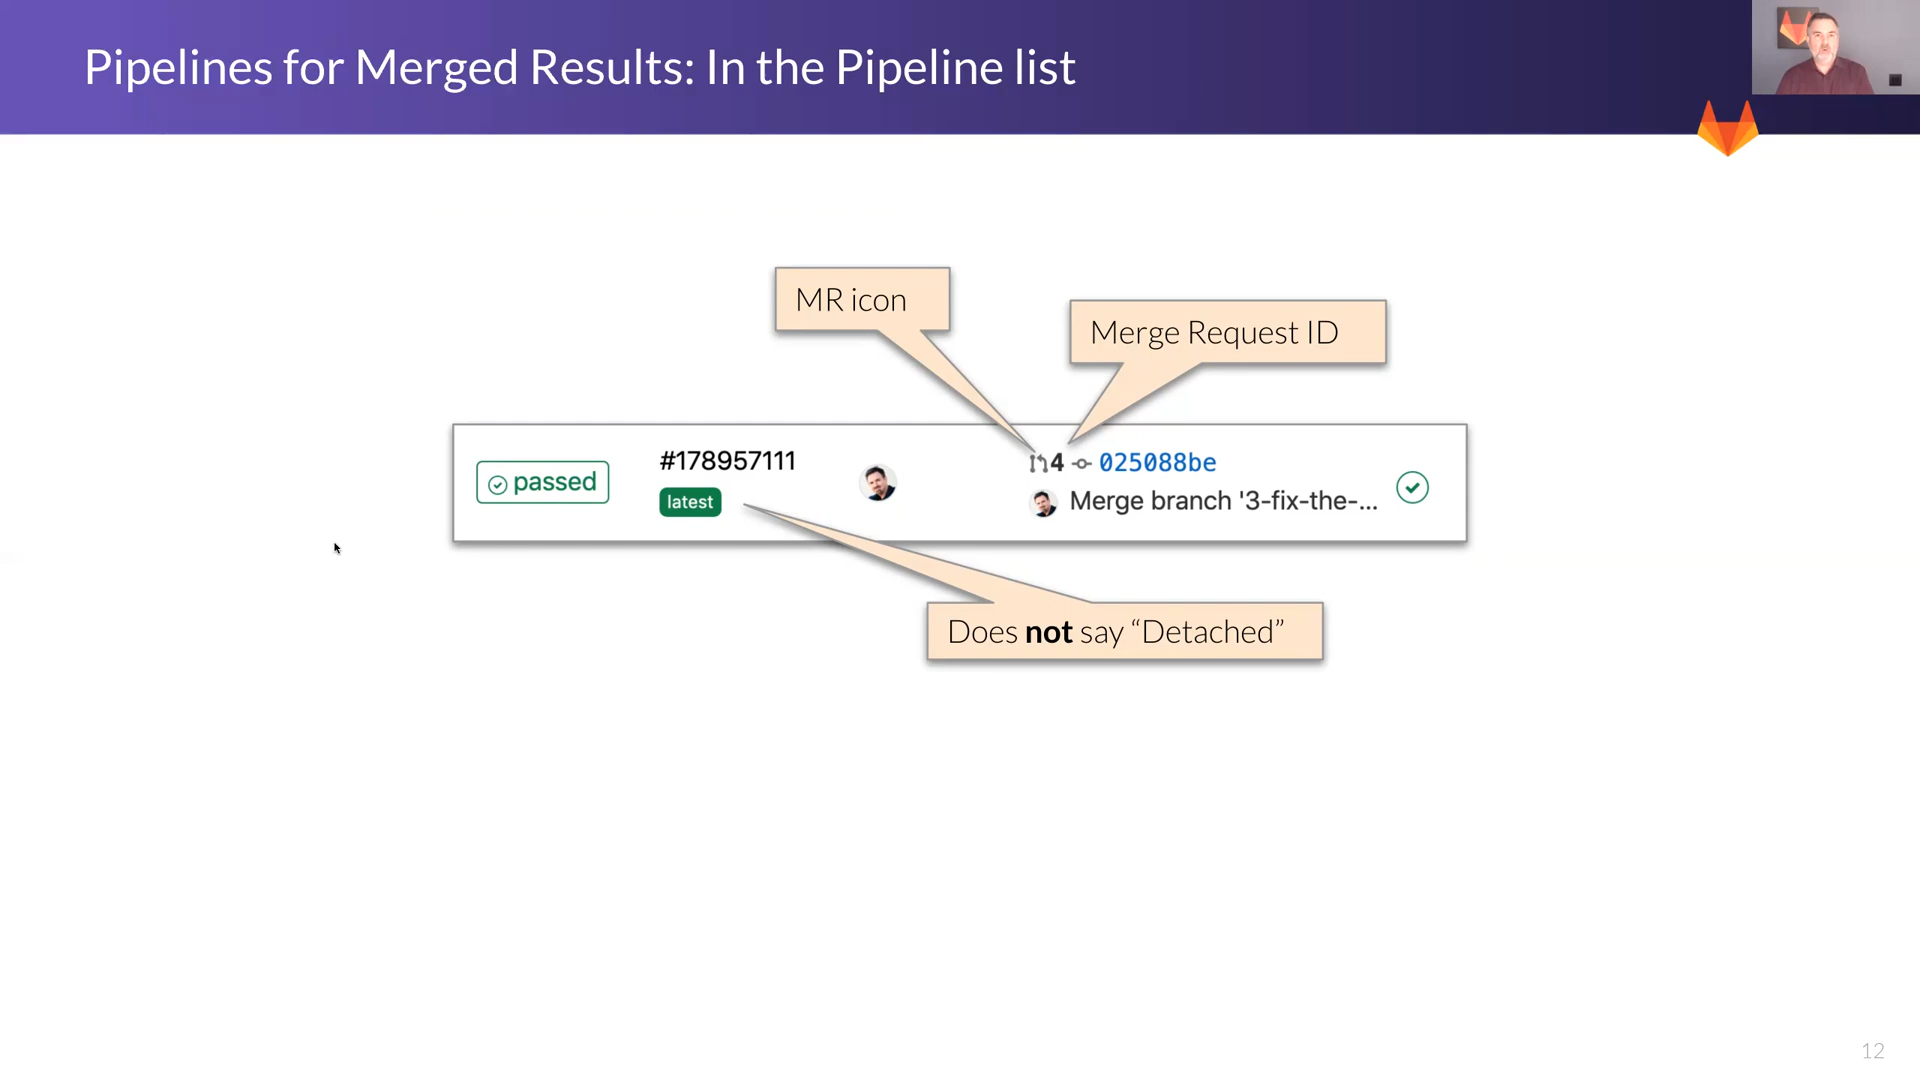 Pipelines for Merged Results: In the Pipeline list
MR icon
Merge Request ID
passed
#178957111
latest
4 025088be
Merge branch '3-fix-the-...
Does not say “Detached”
12